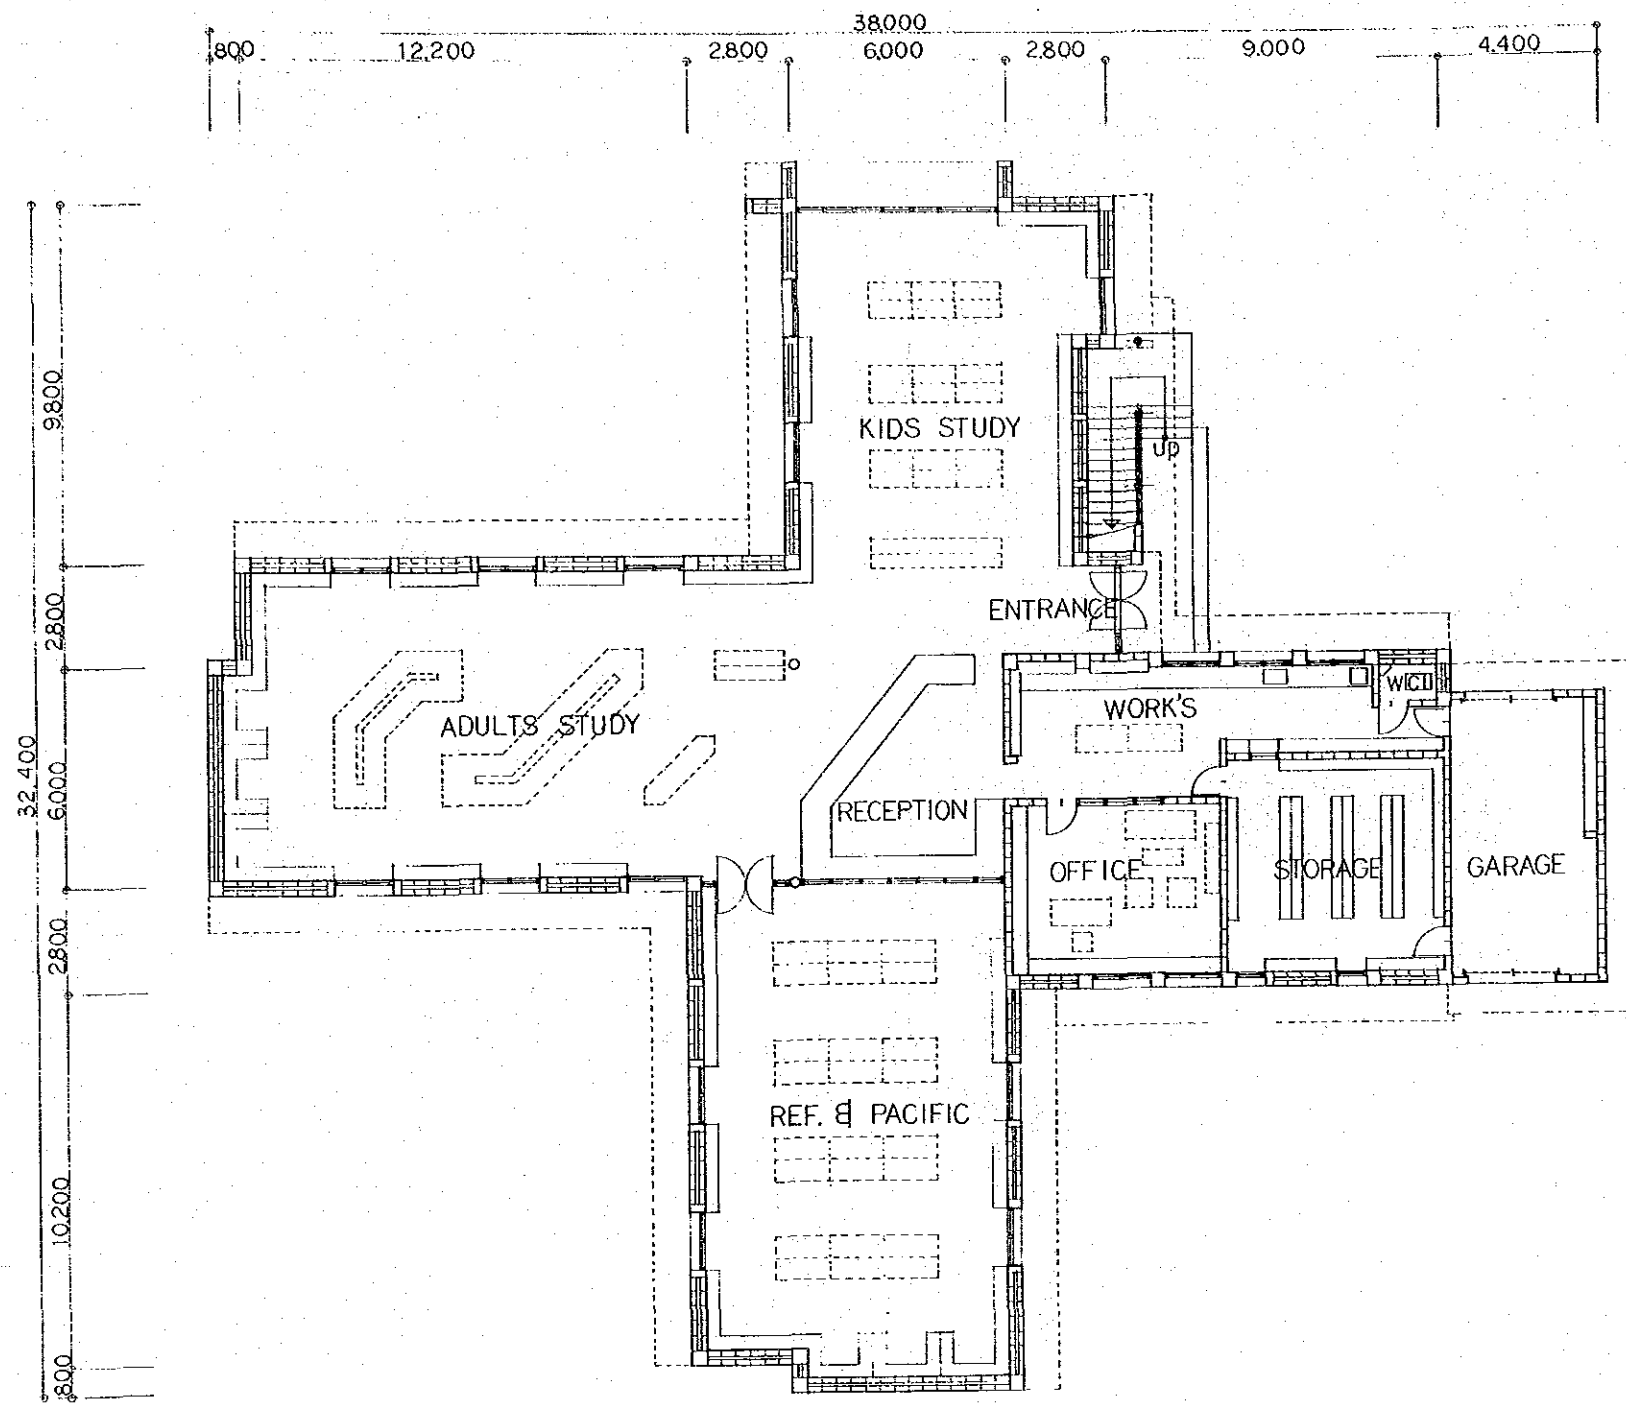 38.000
800 12.200 2.800 6.000 2.800 9.000 4.400
9.800
KIDS STUDY
UP
ENTRANCE
2.800
WC
WORK'S
ADULTS STUDY
32.400
6.000
RECEPTION
OFFICE
STORAGE
GARAGE
2.800
REF. & PACIFIC
10.200
800